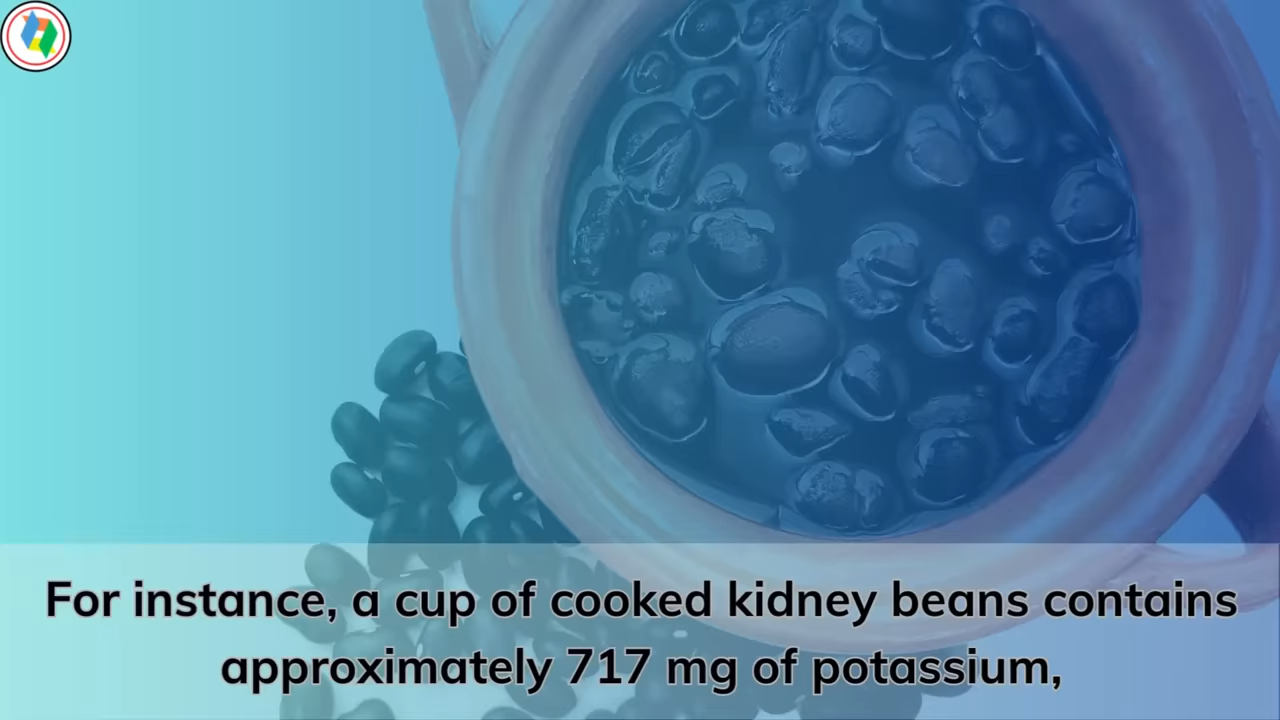 For instance, a cup of cooked kidney beans contains
approximately 717 mg of potassium,